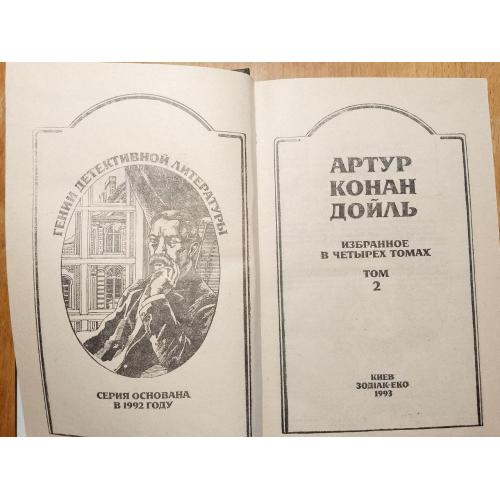 ГЕНИИ ДЕТЕКТИВНОЙ ЛИТЕРАТУРЫ
СЕРИЯ ОСНОВАНА
В 1992 ГОДУ
АРТУР
КОНАН
ДОЙЛЬ
ИЗБРАННОЕ
В ЧЕТЫРЕХ ТОМАХ
ТОМ
2
КИЕВ
ЗОДІАК-ЕКО
1993